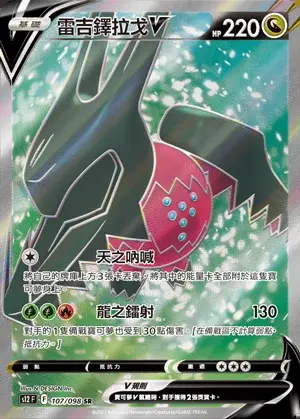 基礎 雷吉鐸拉戈V HP220
天之吶喊
將自己的牌庫上方3張卡丟棄,將其中的能量卡全部附於這隻寶
可夢身上。
龍之鐳射 130
對手的1隻備戰寶可夢也受到30點傷害。[在備戰區不計算弱點、
抵抗力。]
弱點 抵抗力 撤退
Illus. N-DESIGN Inc.
V規則
s12 F G 107/098 SR
寶可夢V氣絕時,對手獲得2張獎賞卡。